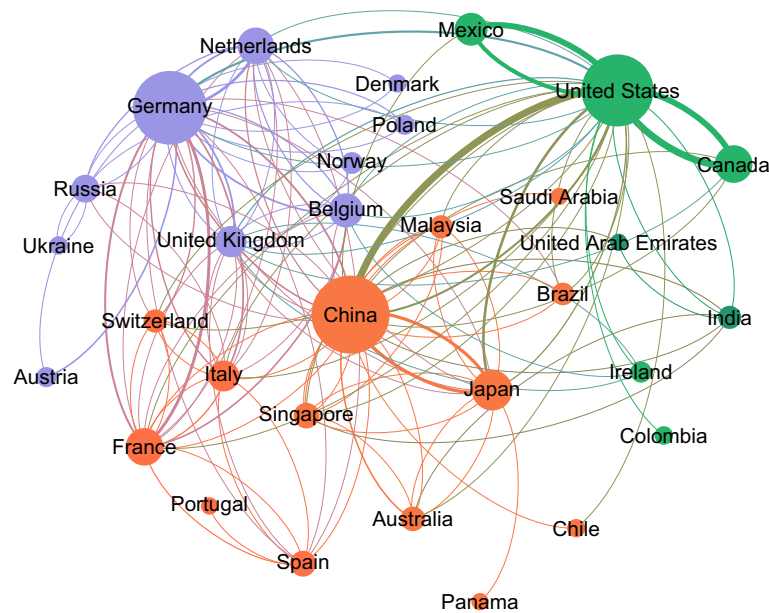 Mexico
Netherlands
Denmark
United States
Germany
Poland
Norway
Canada
Russia
Saudi Arabia
Belgium
Malaysia
Ukraine
United Kingdom
United Arab Emirates
Brazil
Switzerland
China
India
Austria
Italy
Ireland
Japan
Singapore
Colombia
France
Portugal
Australia
Chile
Spain
Panama